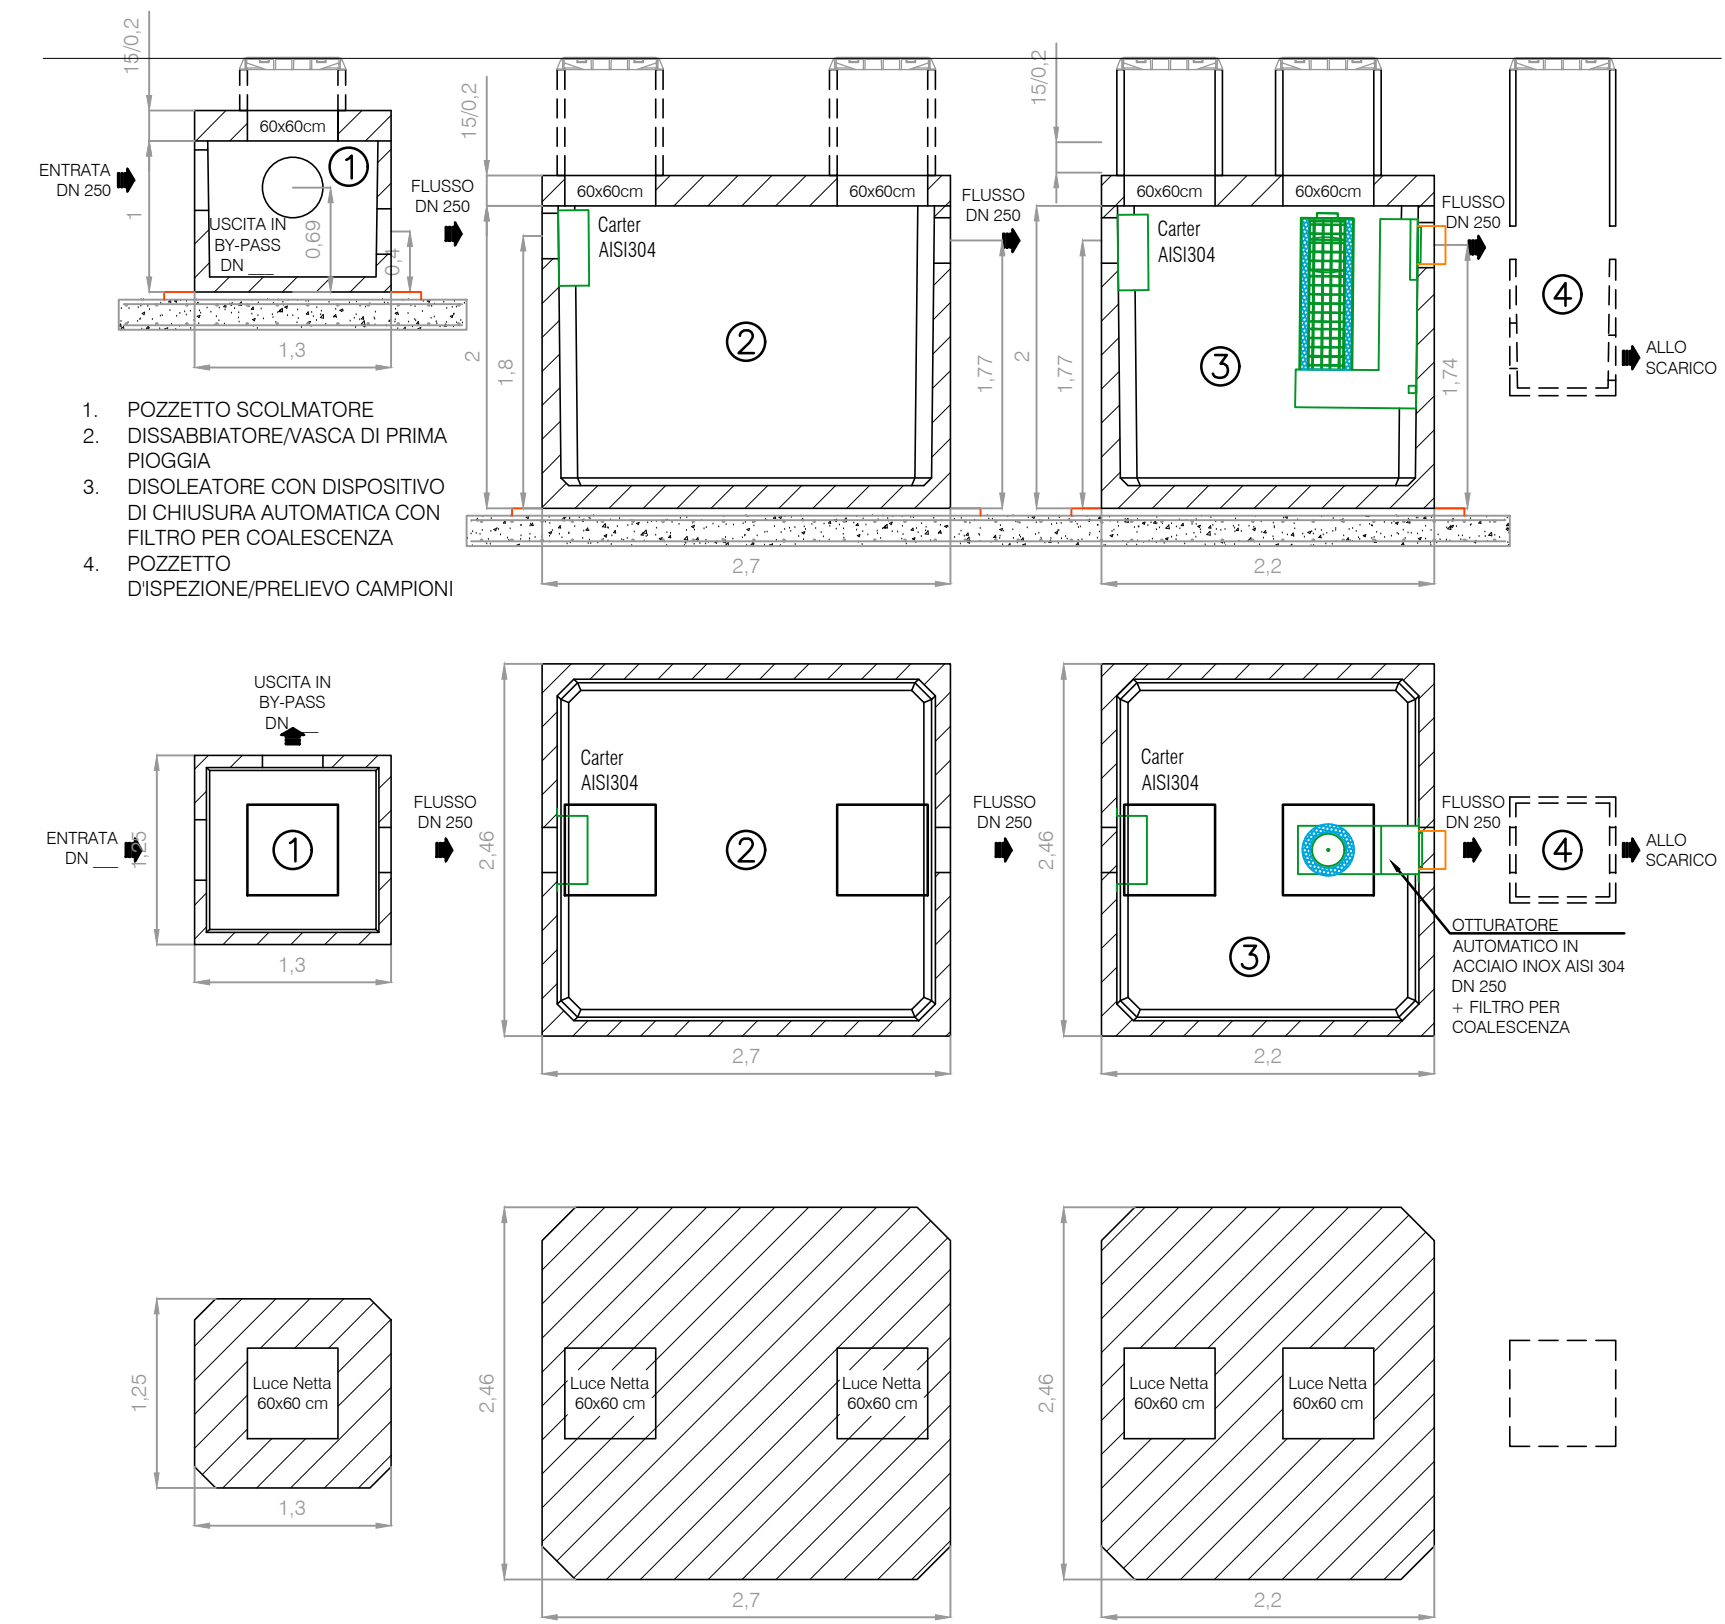 15/0,2
60x60cm
1
ENTRATA
DN 250
1
USCITA IN
BY-PASS
DN ___
0,69
0,4
1,3
FLUSSO
DN 250
15/0,2
60x60cm
60x60cm
Carter
AISI304
2
2
1,8
1,77
2,7
FLUSSO
DN 250
15/0,2
60x60cm
60x60cm
Carter
AISI304
3
2
1,77
1,74
2,2
FLUSSO
DN 250
4
ALLO
SCARICO
1. POZZETTO SCOLMATORE
2. DISSABBIATORE/VASCA DI PRIMA
PIOGGIA
3. DISOLEATORE CON DISPOSITIVO
DI CHIUSURA AUTOMATICA CON
FILTRO PER COALESCENZA
4. POZZETTO
D'ISPEZIONE/PRELIEVO CAMPIONI
USCITA IN
BY-PASS
DN ___
ENTRATA
DN ___
1,25
1
1,3
FLUSSO
DN 250
2,46
Carter
AISI304
2
2,7
FLUSSO
DN 250
2,46
Carter
AISI304
3
2,2
FLUSSO
DN 250
4
ALLO
SCARICO
OTTURATORE
AUTOMATICO IN
ACCIAIO INOX AISI 304
DN 250
+ FILTRO PER
COALESCENZA
1,25
Luce Netta
60x60 cm
1,3
2,46
Luce Netta
60x60 cm
Luce Netta
60x60 cm
2,7
2,46
Luce Netta
60x60 cm
Luce Netta
60x60 cm
2,2